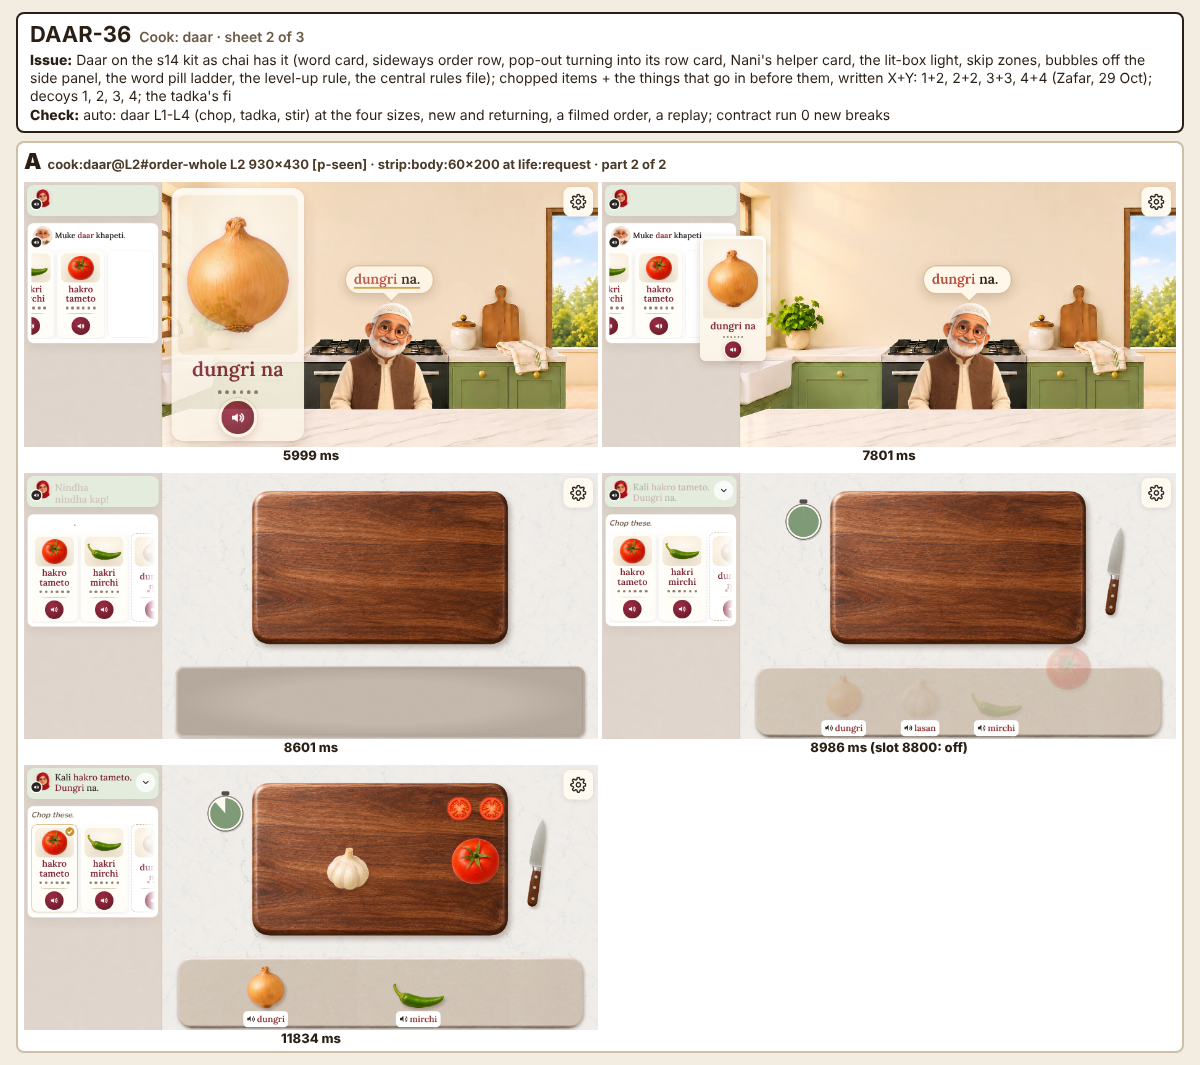 DAAR-36 Cook: daar · sheet 2 of 3
Issue: Daar on the s14 kit as chai has it (word card, sideways order row, pop-out turning into its row card, Nani's helper card, the lit-box light, skip zones, bubbles off the
side panel, the word pill ladder, the level-up rule, the central rules file); chopped items + the things that go in before them, written X+Y: 1+2, 2+2, 3+3, 4+4 (Zafar, 29 Oct);
decoys 1, 2, 3, 4; the tadka's fi
Check: auto: daar L1-L4 (chop, tadka, stir) at the four sizes, new and returning, a filmed order, a replay; contract run 0 new breaks
A cook:daar@L2#order-whole L2 930×430 [p-seen] · strip:body:60×200 at life:request · part 2 of 2
Muke daar khapeti.
kri
rchi
hakro
tameto
dungri na
dungri na.
5999 ms
Muke daar khapeti
kri
rchi
hakro
tameto
dungri na
dungri na.
7801 ms
Nindha
nindha kap!
hakro
tameto
hakri
mirchi
dur
8601 ms
Kali hakro tameto.
Dungri na.
Chop these.
hakro
tameto
hakri
mirchi
dur
dungri
lasan
mirchi
8986 ms (slot 8800: off)
Kali hakro tameto.
Dungri na.
Chop these.
hakro
tameto
hakri
mirchi
dur
dungri
mirchi
11834 ms